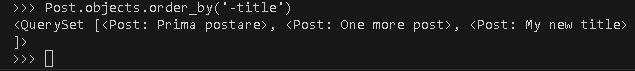 >>> Post.objects.order_by('-title')
<QuerySet [<Post: Prima postare>, <Post: One more post>, <Post: My new title>
]>
>>>